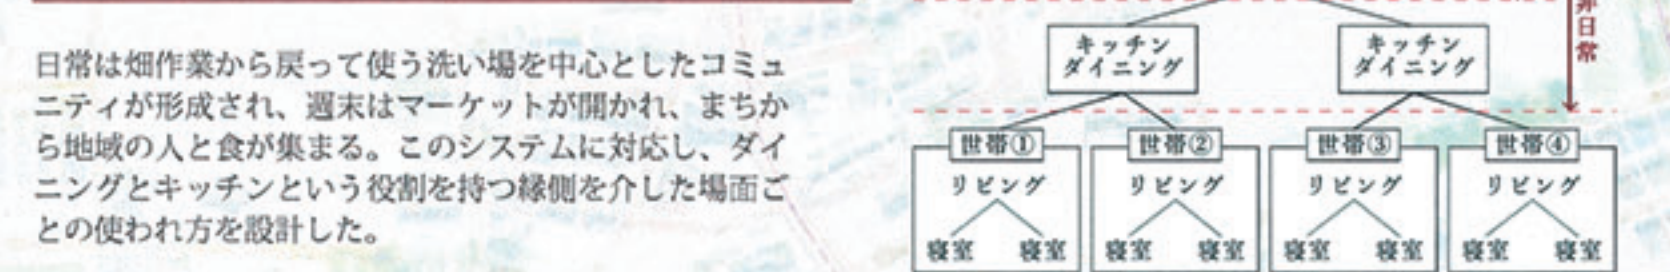 日常は畑作業から戻って使う洗い場を中心としたコミュ
ニティが形成され、週末はマーケットが開かれ、まちか
ら地域の人と食が集まる。このシステムに対応し、ダイ
ニングとキッチンという役割を持つ縁側を介した場面ご
との使われ方を設計した。
非日常
キッチン
ダイニング
キッチン
ダイニング
世帯①
世帯②
世帯③
世帯④
リビング
リビング
リビング
リビング
寝室
寝室
寝室
寝室
寝室
寝室
寝室
寝室